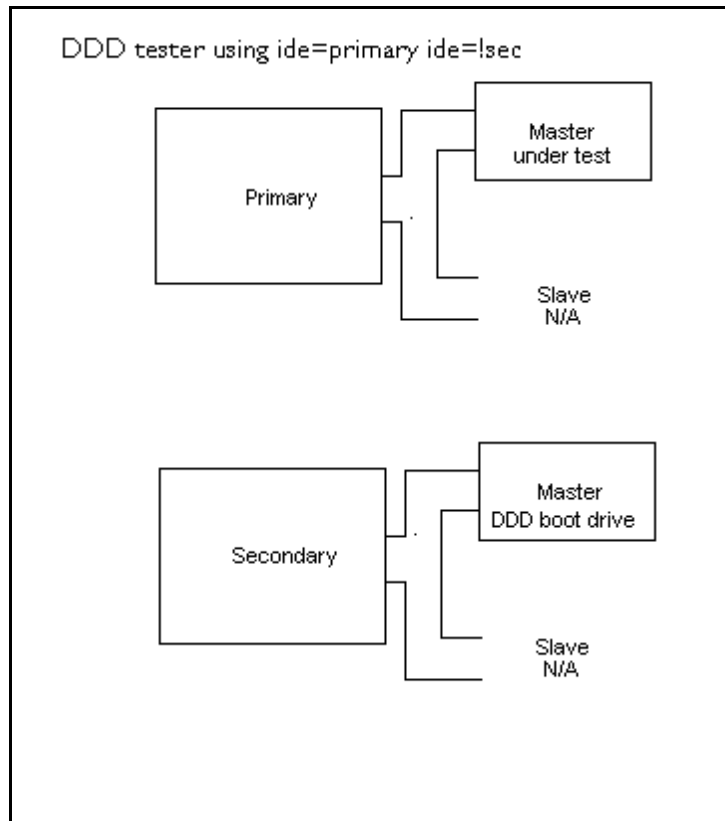 DDD tester using ide=primary ide=!sec
Primary
Master
under test
Slave
N/A
Secondary
Master
DDD boot drive
Slave
N/A